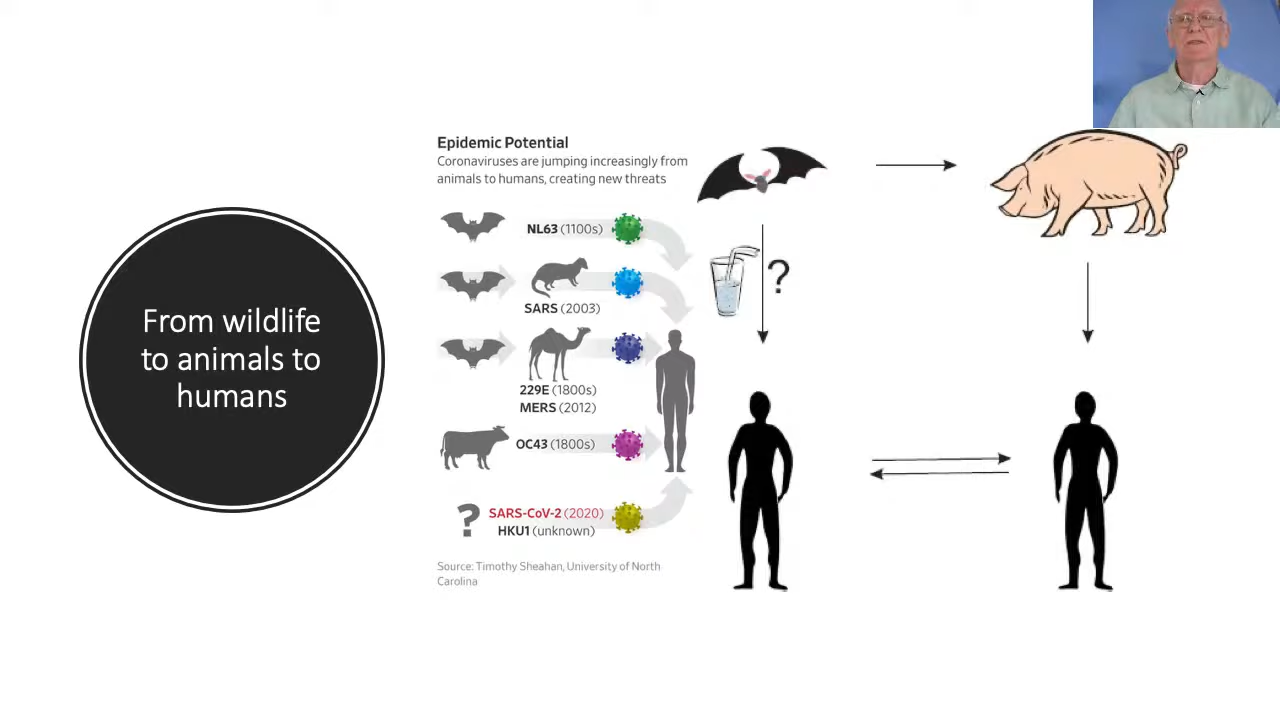 From wildlife
to animals to
humans
Epidemic Potential
Coronaviruses are jumping increasingly from
animals to humans, creating new threats
NL63 (1100s)
SARS (2003)
229E (1800s)
MERS (2012)
OC43 (1800s)
? SARS-CoV-2 (2020)
HKU1 (unknown)
Source: Timothy Sheahan, University of North
Carolina
?